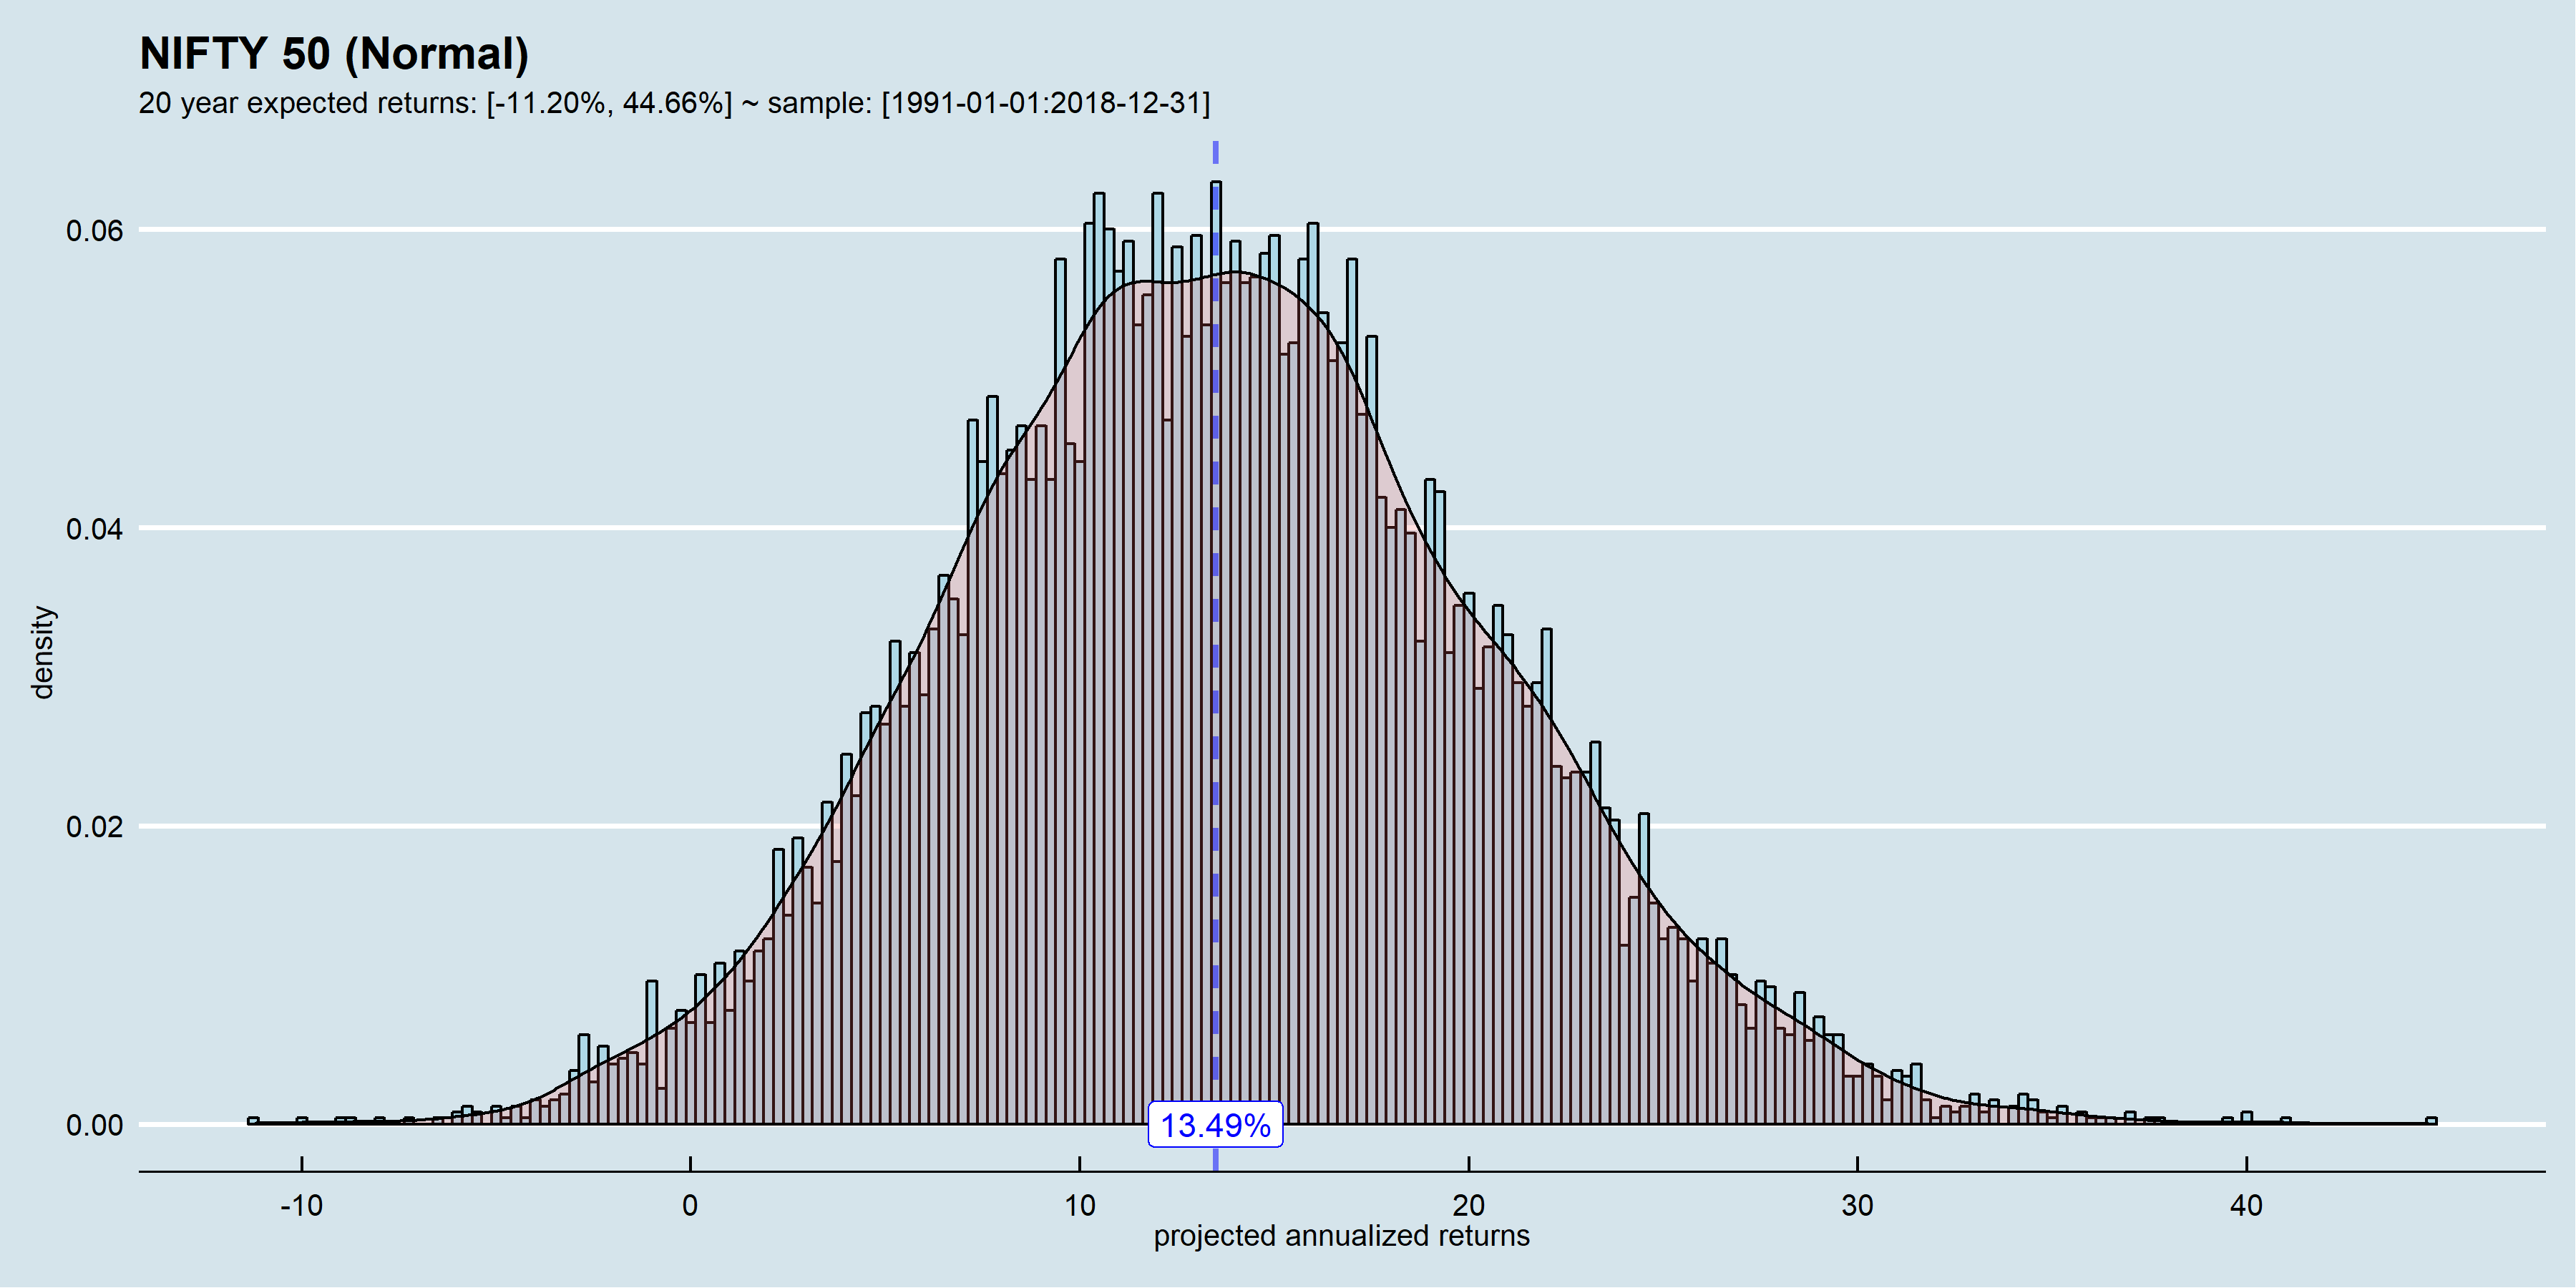 NIFTY 50 (Normal)
20 year expected returns: [-11.20%, 44.66%] ~ sample: [1991-01-01:2018-12-31]
0.06
0.04
0.02
0.00
density
13.49%
-10 0 10 20 30 40
projected annualized returns